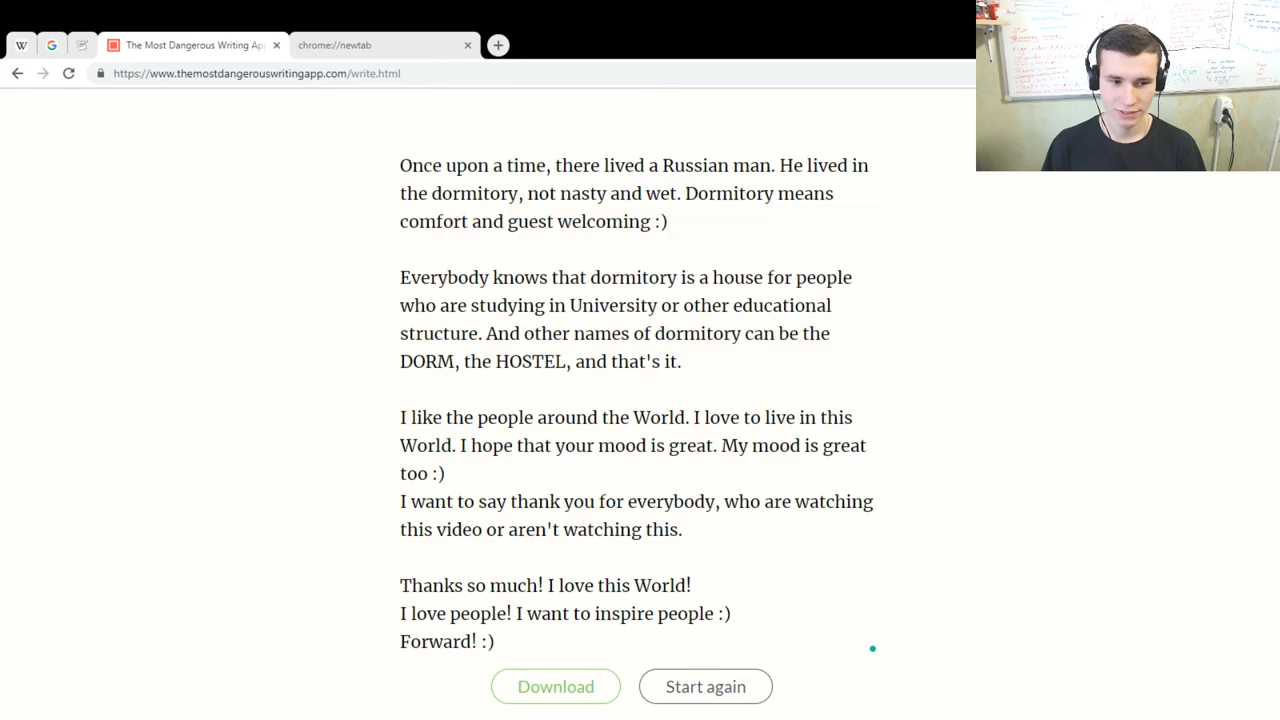 The Most Dangerous Writing Ap
chrome://newtab
https://www.themostdangerouswritingapp.com/write.html
Once upon a time, there lived a Russian man. He lived in
the dormitory, not nasty and wet. Dormitory means
comfort and guest welcoming :)
Everybody knows that dormitory is a house for people
who are studying in University or other educational
structure. And other names of dormitory can be the
DORM, the HOSTEL, and that's it.
I like the people around the World. I love to live in this
World. I hope that your mood is great. My mood is great
too :)
I want to say thank you for everybody, who are watching
this video or aren't watching this.
Thanks so much! I love this World!
I love people! I want to inspire people :)
Forward! :)
Download
Start again